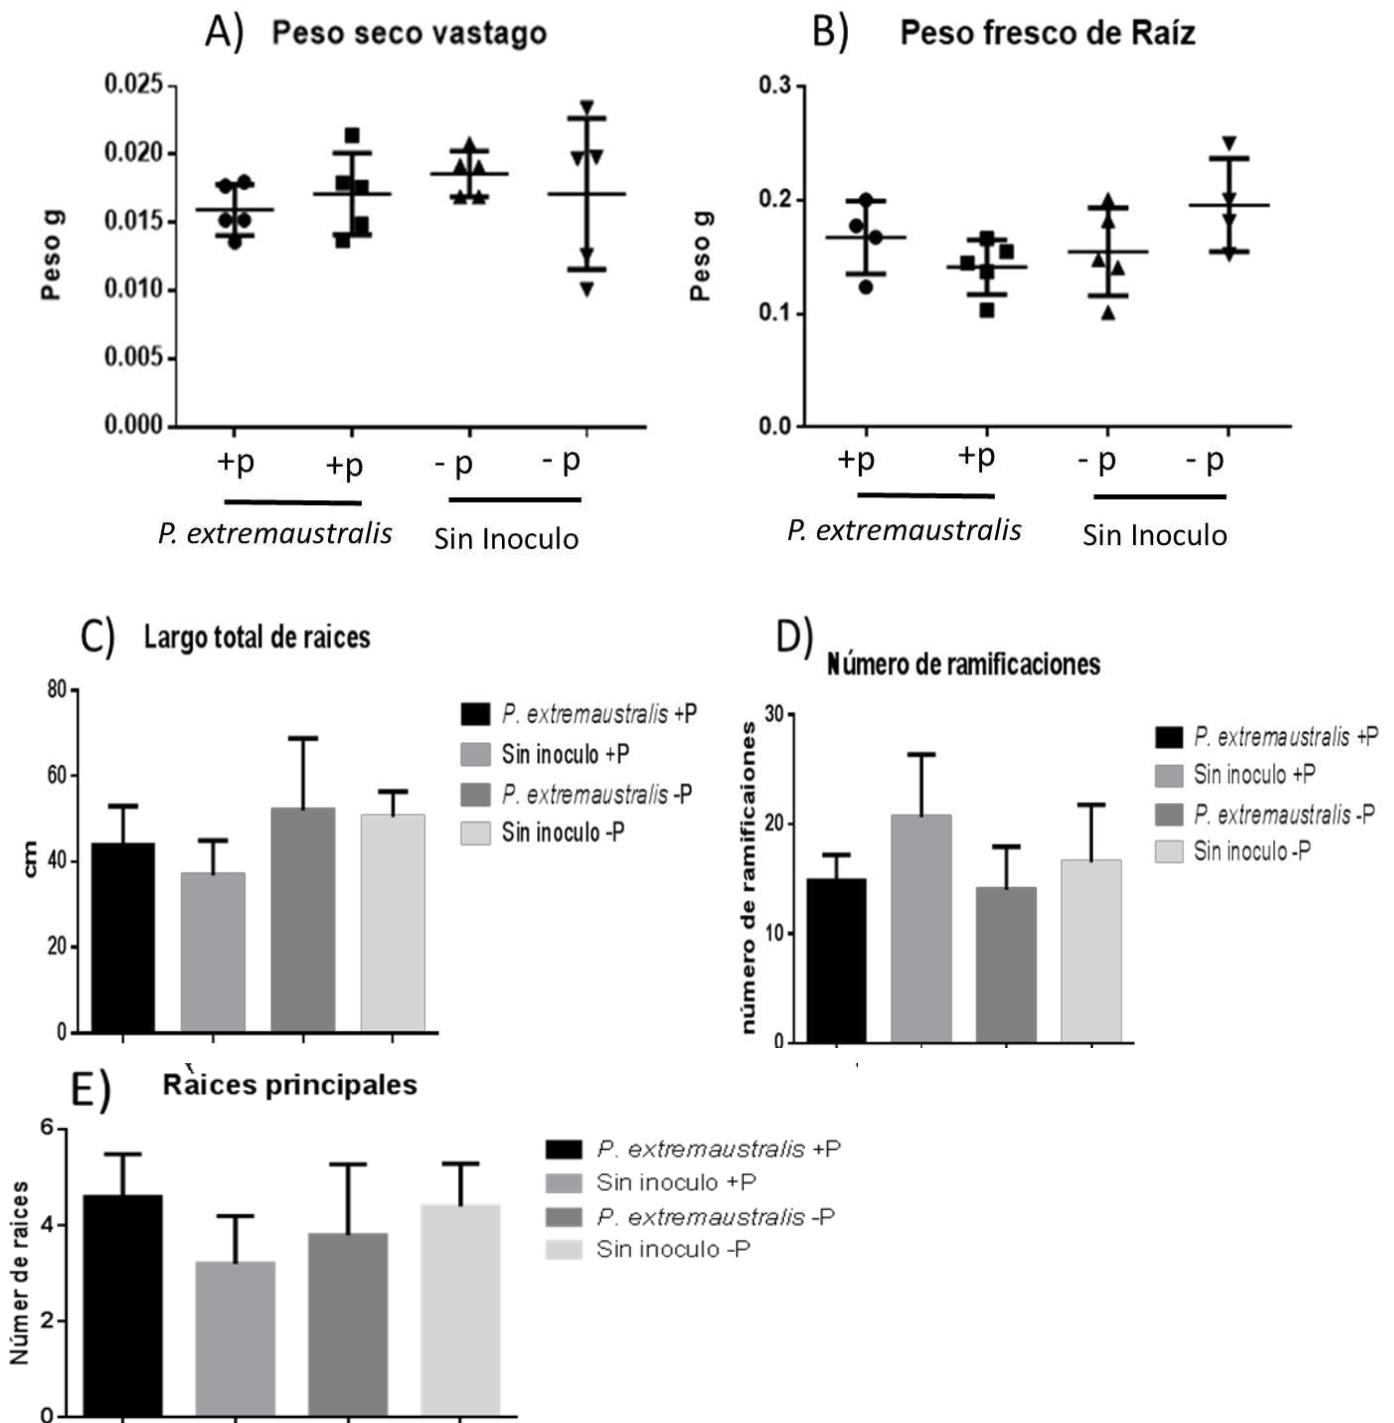 A) Peso seco vastago
Peso g
0.025
0.020
0.015
0.010
0.005
0.000
+p +p - p - p
P. extremaustralis Sin Inoculo
B) Peso fresco de Raíz
Peso g
0.3
0.2
0.1
0.0
+p +p - p - p
P. extremaustralis Sin Inoculo
C) Largo total de raices
cm
80
60
40
20
0
P. extremaustralis +P
Sin inoculo +P
P. extremaustralis -P
Sin inoculo -P
D) Número de ramificaciones
número de ramificaiones
30
20
10
0
P. extremaustralis +P
Sin inoculo +P
P. extremaustralis -P
Sin inoculo -P
E) Ràices principales
Númer de raices
6
4
2
0
P. extremaustralis +P
Sin inoculo +P
P. extremaustralis -P
Sin inoculo -P